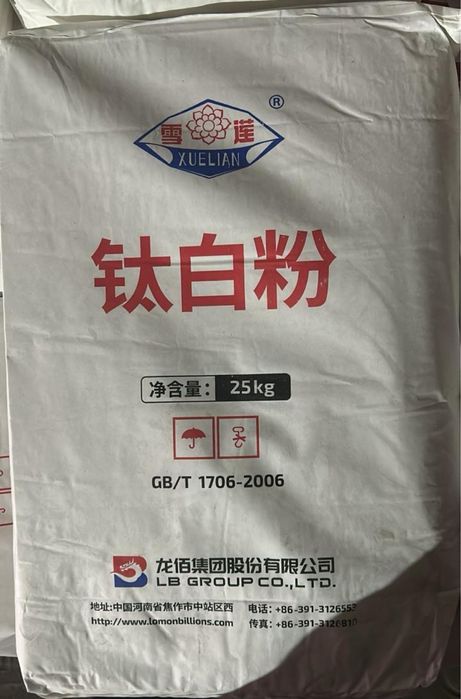 ®
雪 莲
XUELIAN
钛白粉
净含量: 25kg
GB/T 1706-2006
龙佰集团股份有限公司
LB GROUP CO.,LTD.
地址:中国河南省焦作市中站区西 电话: +86-391-3126553
http://www.lomonbillions.com 传真: +86-391-3126810